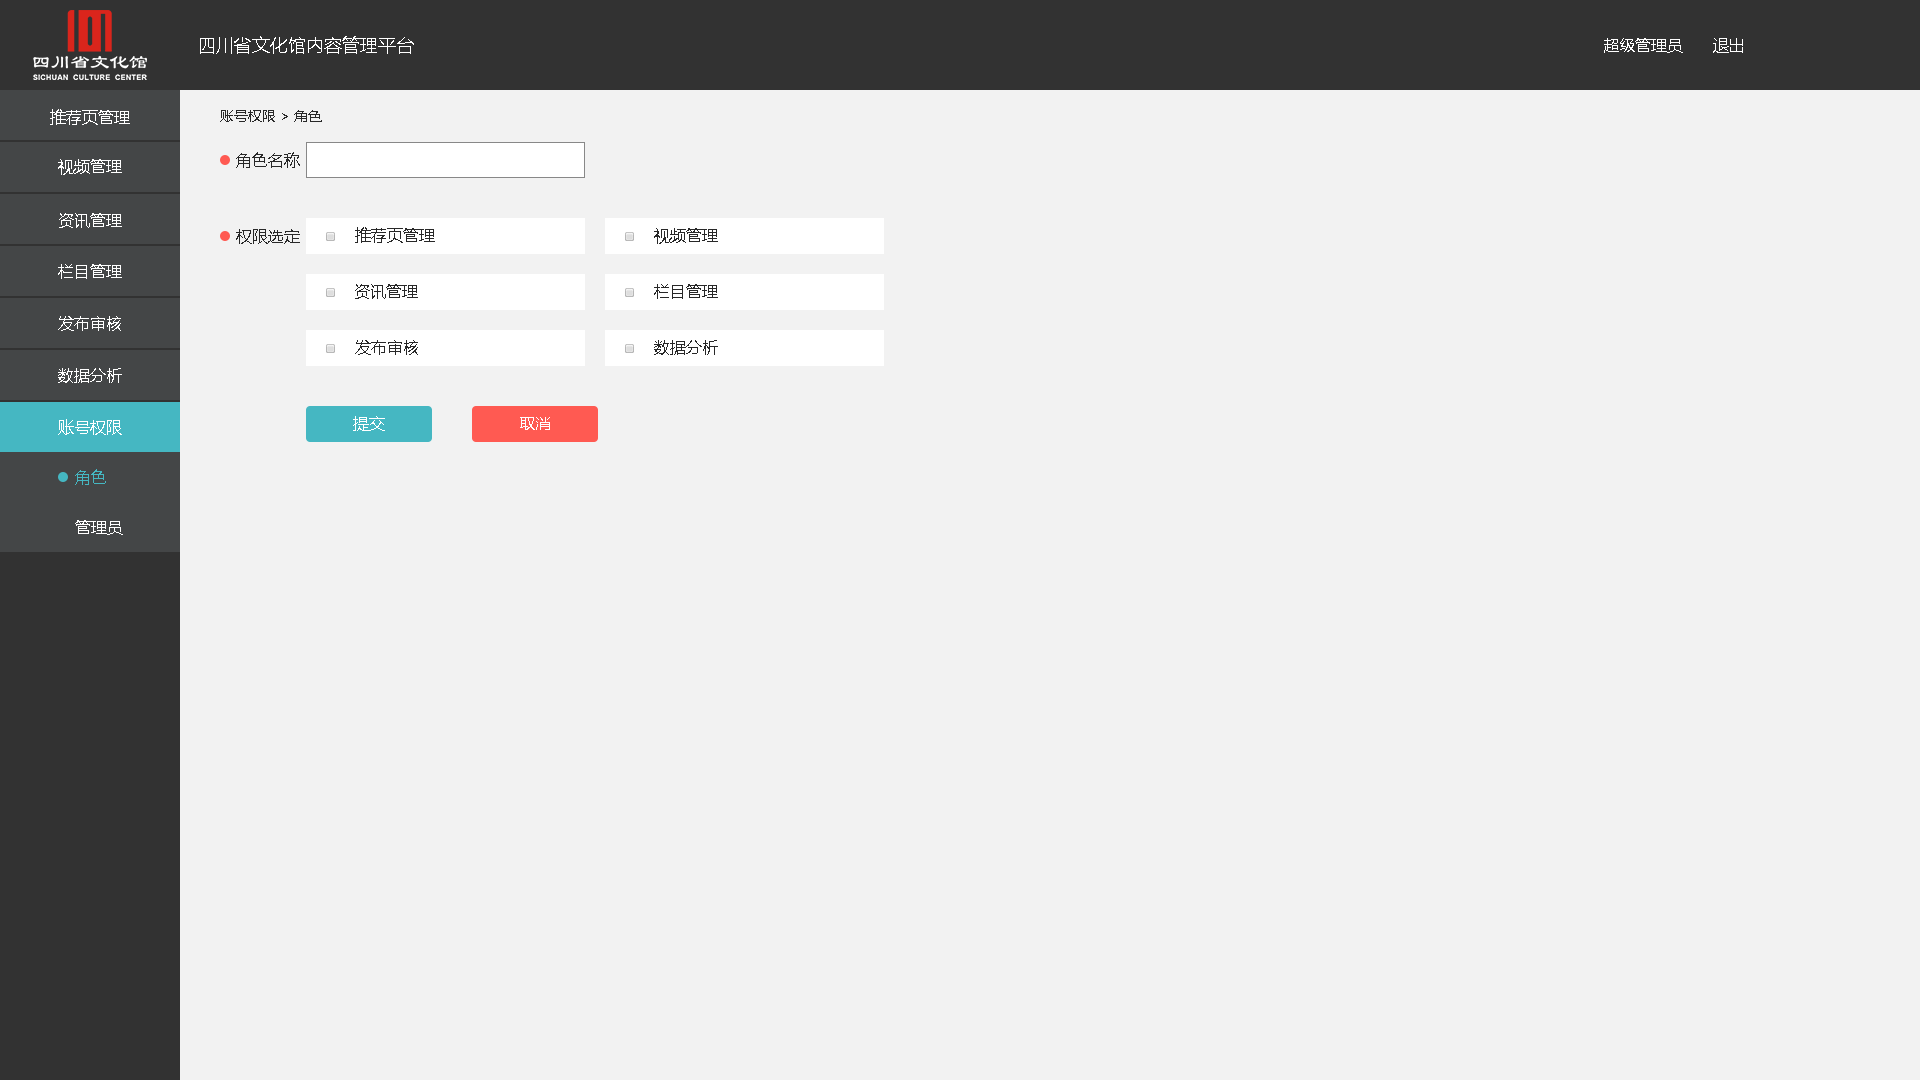 四川省文化馆
SICHUAN CULTURE CENTER
四川省文化馆内容管理平台
超级管理员 退出
推荐页管理
视频管理
资讯管理
栏目管理
发布审核
数据分析
账号权限
角色
管理员
账号权限 > 角色
角色名称
权限选定 推荐页管理 视频管理
资讯管理 栏目管理
发布审核 数据分析
提交 取消